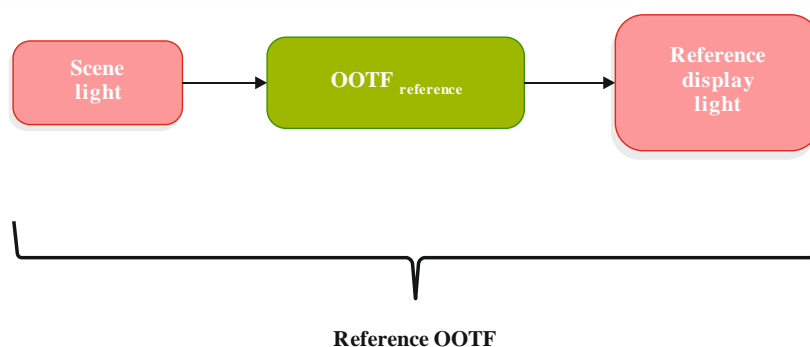 Scene
light
OOTF reference
Reference
display
light
Reference OOTF